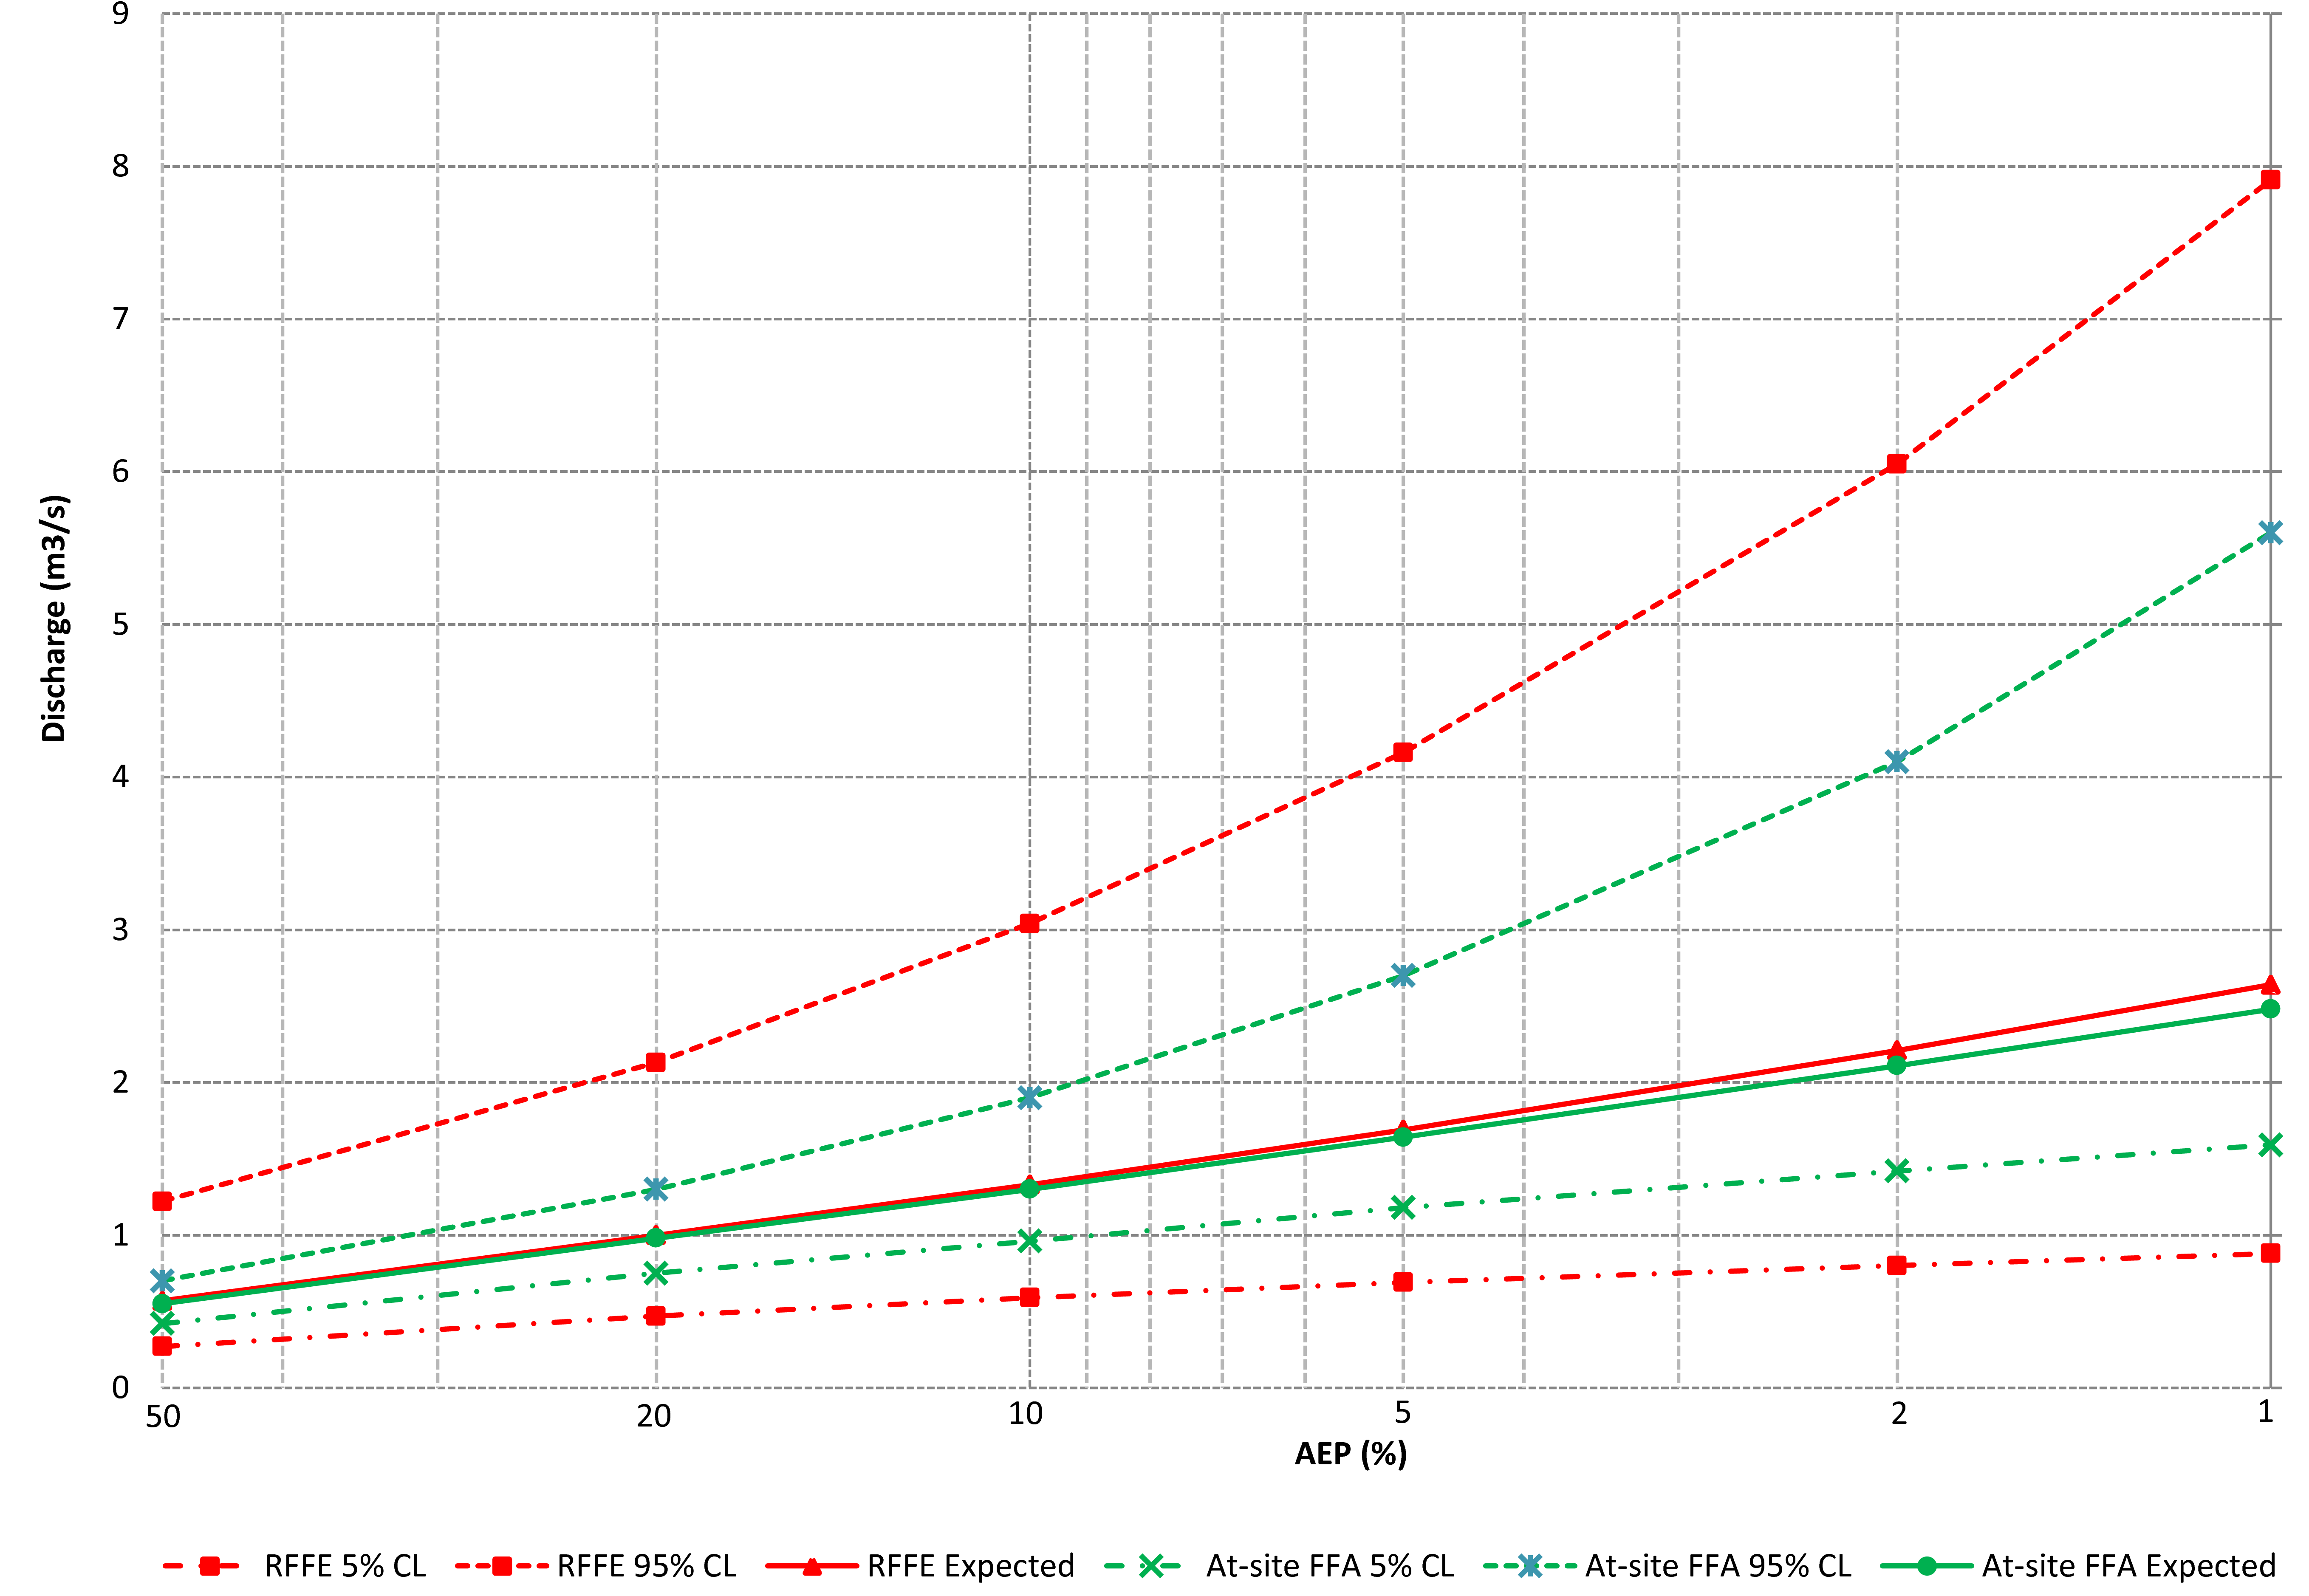 9
8
7
6
5
4
3
2
1
0
Discharge (m3/s)
50 20 10 5 2 1
AEP (%)
RFFE 5% CL RFFE 95% CL RFFE Expected At-site FFA 5% CL At-site FFA 95% CL At-site FFA Expected